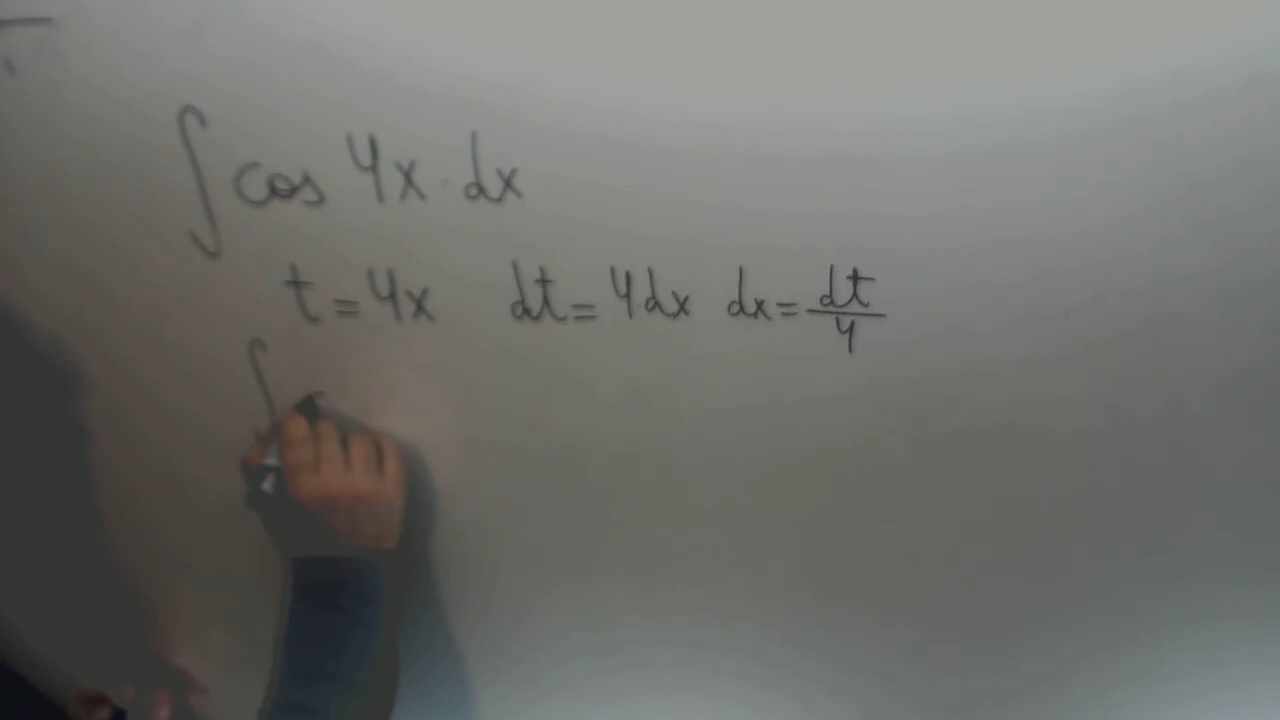 ∫ cos 4x · dx
t = 4x dt = 4dx dx = dt/4
∫